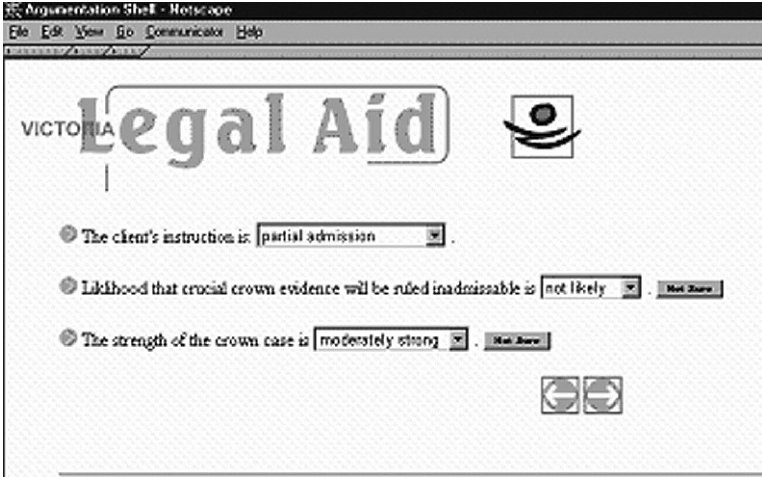 Argumentation Shell - Netscape
File Edit View Go Communicator Help
VICTORIA Legal Aid
The client's instruction is: partial admission .
Liklihood that crucial crown evidence will be ruled inadmissable is not likely . Not Sure
The strength of the crown case is moderately strong . Not Sure